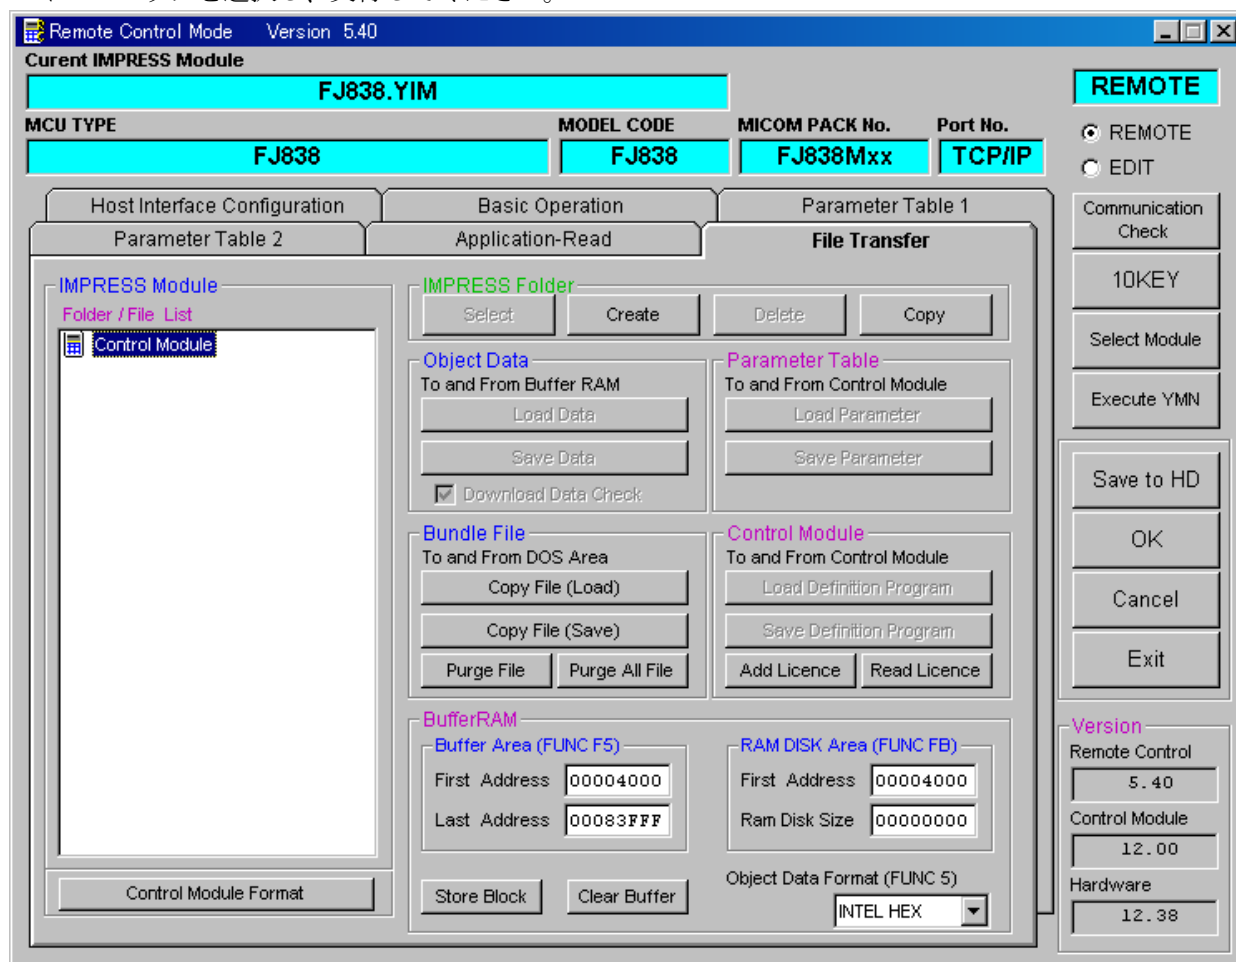 Remote Control Mode Version 5.40
Curent IMPRESS Module
FJ838.YIM
REMOTE
MCU TYPE
MODEL CODE
MICOM PACK No.
Port No.
FJ838
FJ838
FJ838Mxx
TCP/IP
REMOTE
EDIT
Host Interface Configuration
Basic Operation
Parameter Table 1
Parameter Table 2
Application-Read
File Transfer
Communication
Check
10KEY
Select Module
Execute YMN
IMPRESS Module
Folder / File List
Control Module
Control Module Format
IMPRESS Folder
Select
Create
Delete
Copy
Object Data
To and From Buffer RAM
Load Data
Save Data
Download Data Check
Parameter Table
To and From Control Module
Load Parameter
Save Parameter
Bundle File
To and From DOS Area
Copy File (Load)
Copy File (Save)
Purge File
Purge All File
Control Module
To and From Control Module
Load Definition Program
Save Definition Program
Add Licence
Read Licence
BufferRAM
Buffer Area (FUNC F5)
First Address 00004000
Last Address 00083FFF
RAM DISK Area (FUNC FB)
First Address 00004000
Ram Disk Size 00000000
Store Block
Clear Buffer
Object Data Format (FUNC 5)
INTEL HEX
Save to HD
OK
Cancel
Exit
Version
Remote Control
5.40
Control Module
12.00
Hardware
12.38